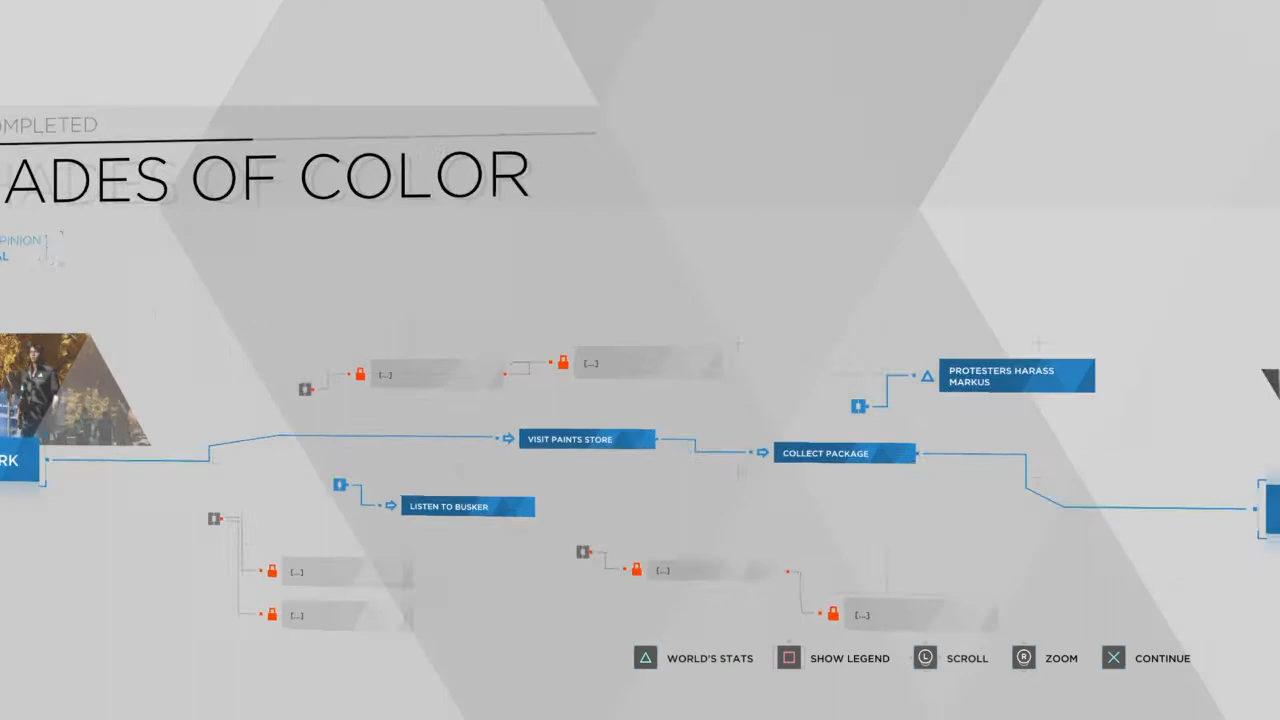 OMPLETED
ADES OF COLOR
PINION
AL
[...]
[...]
PROTESTERS HARASS
MARKUS
VISIT PAINTS STORE
COLLECT PACKAGE
RK
LISTEN TO BUSKER
[...]
[...]
[...]
[...]
WORLD'S STATS
SHOW LEGEND
L
SCROLL
R
ZOOM
CONTINUE